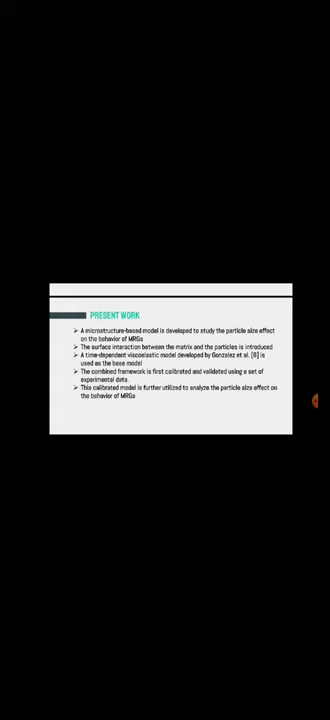 PRESENT WORK
➤ A microstructure-based model is developed to study the particle size effect
on the behavior of MRGs
➤ The surface interaction between the matrix and the particles is introduced
➤ A time-dependent viscoelastic model developed by Gonzalez et al. [8] is
used as the base model
➤ The combined framework is first calibrated and validated using a set of
experimental data.
➤ This calibrated model is further utilized to analyze the particle size effect on
the behavior of MRGs